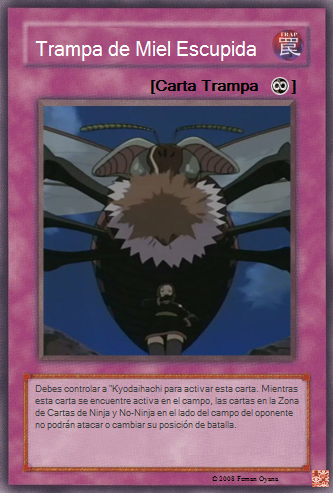 Trampa de Miel Escupida
TRAP
罠
[Carta Trampa ]
Debes controlar a "Kyodaihachi para activar esta carta. Mientras
esta carta se encuentre activa en el campo, las cartas en la Zona
de Cartas de Ninja y No-Ninja en el lado del campo del oponente
no podrán atacar o cambiar su posición de batalla.
© 2008 Fernan Oyana